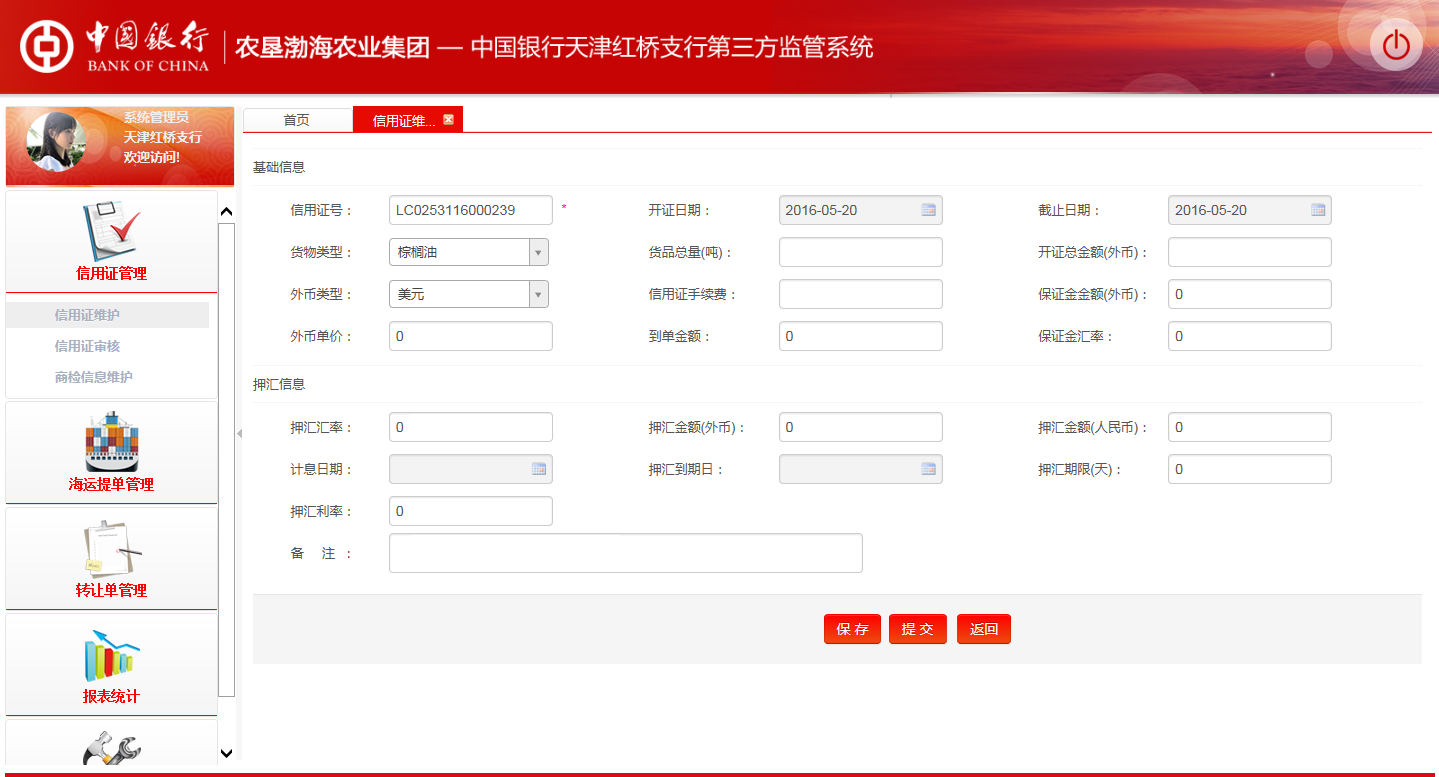 中国银行
BANK OF CHINA
农垦渤海农业集团 — 中国银行天津红桥支行第三方监管系统
系统管理员
天津红桥支行
欢迎访问!
信用证管理
信用证维护
信用证审核
商检信息维护
海运提单管理
转让单管理
报表统计
首页 信用证维...
基础信息
信用证号： LC0253116000239 * 开证日期： 2016-05-20 截止日期： 2016-05-20
货物类型： 棕榈油 货品总量(吨)： 开证总金额(外币)：
外币类型： 美元 信用证手续费： 保证金金额(外币)： 0
外币单价： 0 到单金额： 0 保证金汇率： 0
押汇信息
押汇汇率： 0 押汇金额(外币)： 0 押汇金额(人民币)： 0
计息日期： 押汇到期日： 押汇期限(天)： 0
押汇利率： 0
备 注：
保 存 提 交 返回